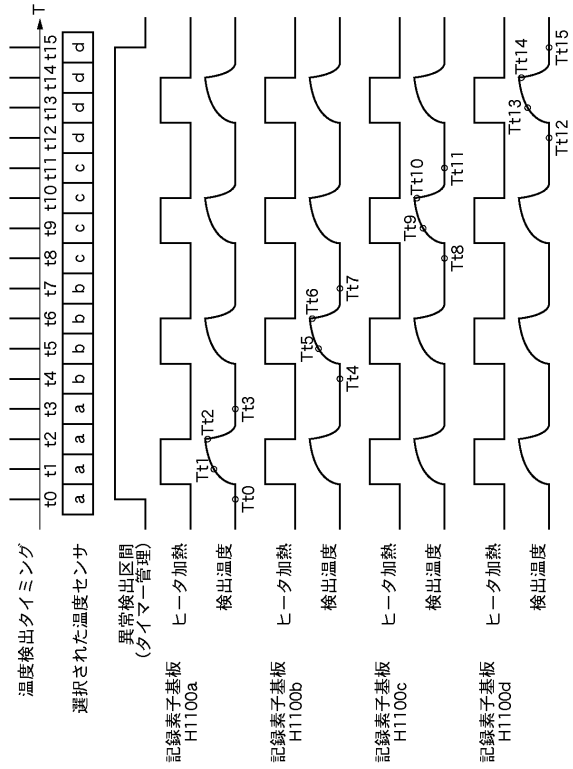 温度検出タイミング
T
t0 t1 t2 t3 t4 t5 t6 t7 t8 t9 t10 t11 t12 t13 t14 t15
選択された温度センサ
a a a a b b b b c c c c d d d d
異常検出区間
(タイマー管理)
記録素子基板
H1100a
ヒータ加熱
検出温度
Tt0 Tt1 Tt2 Tt3
記録素子基板
H1100b
ヒータ加熱
検出温度
Tt4 Tt5 Tt6 Tt7
記録素子基板
H1100c
ヒータ加熱
検出温度
Tt8 Tt9 Tt10 Tt11
記録素子基板
H1100d
ヒータ加熱
検出温度
Tt12 Tt13 Tt14 Tt15